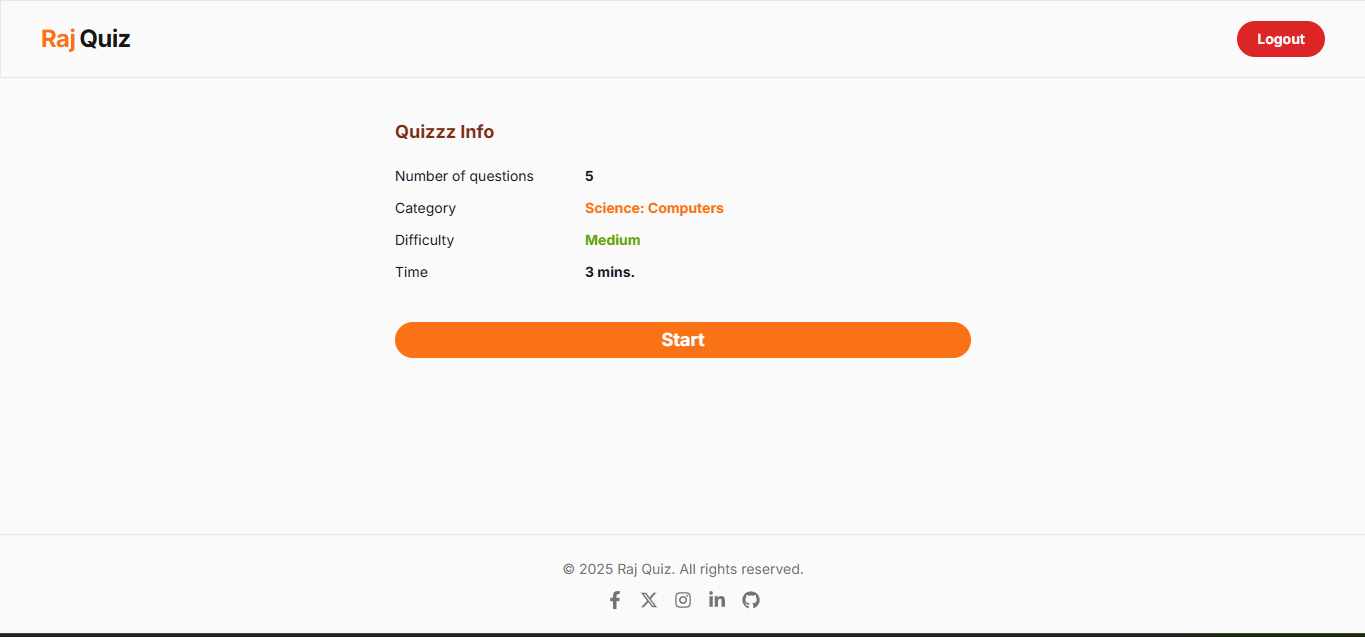 Raj Quiz
Logout
Quizzz Info
Number of questions 5
Category Science: Computers
Difficulty Medium
Time 3 mins.
Start
© 2025 Raj Quiz. All rights reserved.